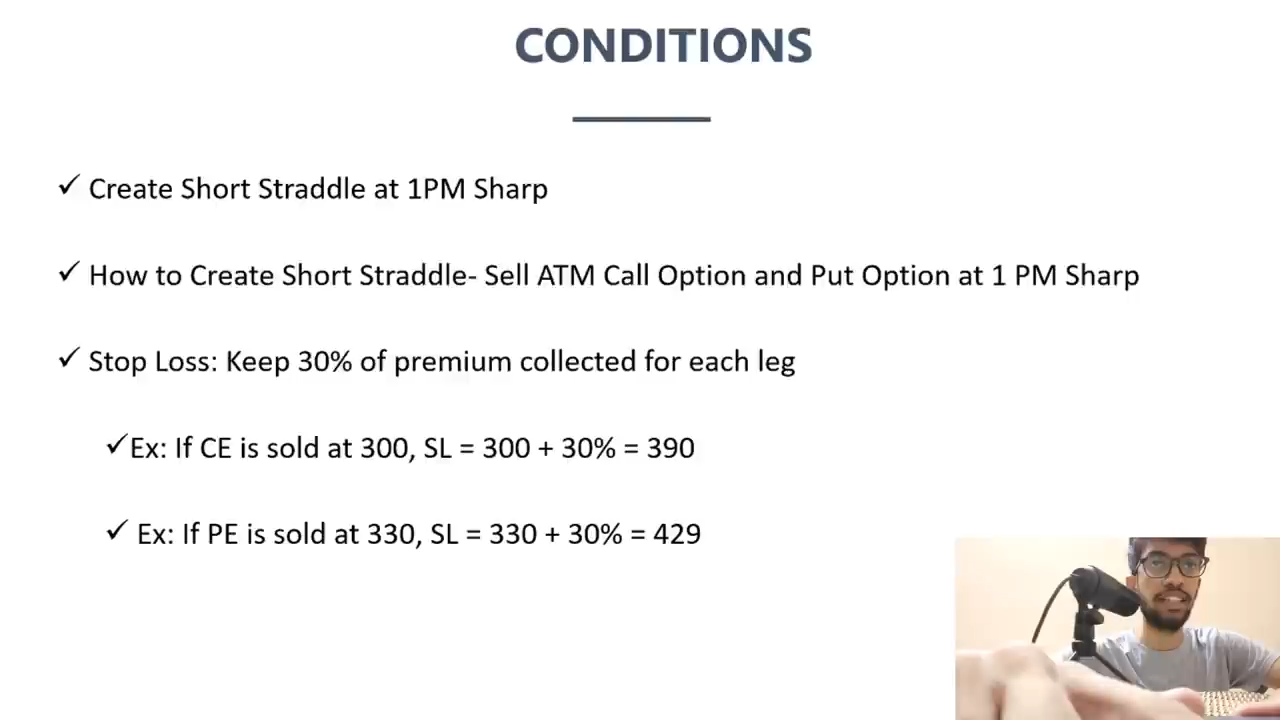 CONDITIONS
✓ Create Short Straddle at 1PM Sharp
✓ How to Create Short Straddle- Sell ATM Call Option and Put Option at 1 PM Sharp
✓ Stop Loss: Keep 30% of premium collected for each leg
✓Ex: If CE is sold at 300, SL = 300 + 30% = 390
✓ Ex: If PE is sold at 330, SL = 330 + 30% = 429